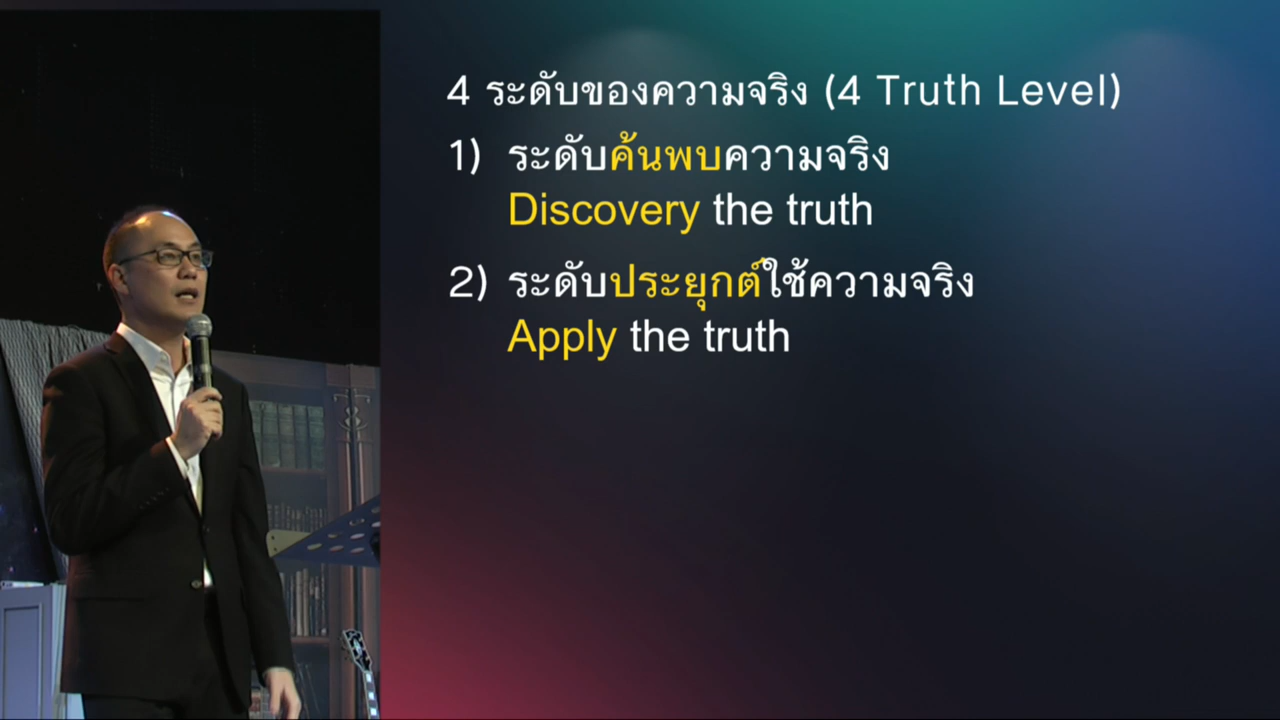 4 ระดับของความจริง (4 Truth Level)
1) ระดับค้นพบความจริง
Discovery the truth
2) ระดับประยุกต์ใช้ความจริง
Apply the truth